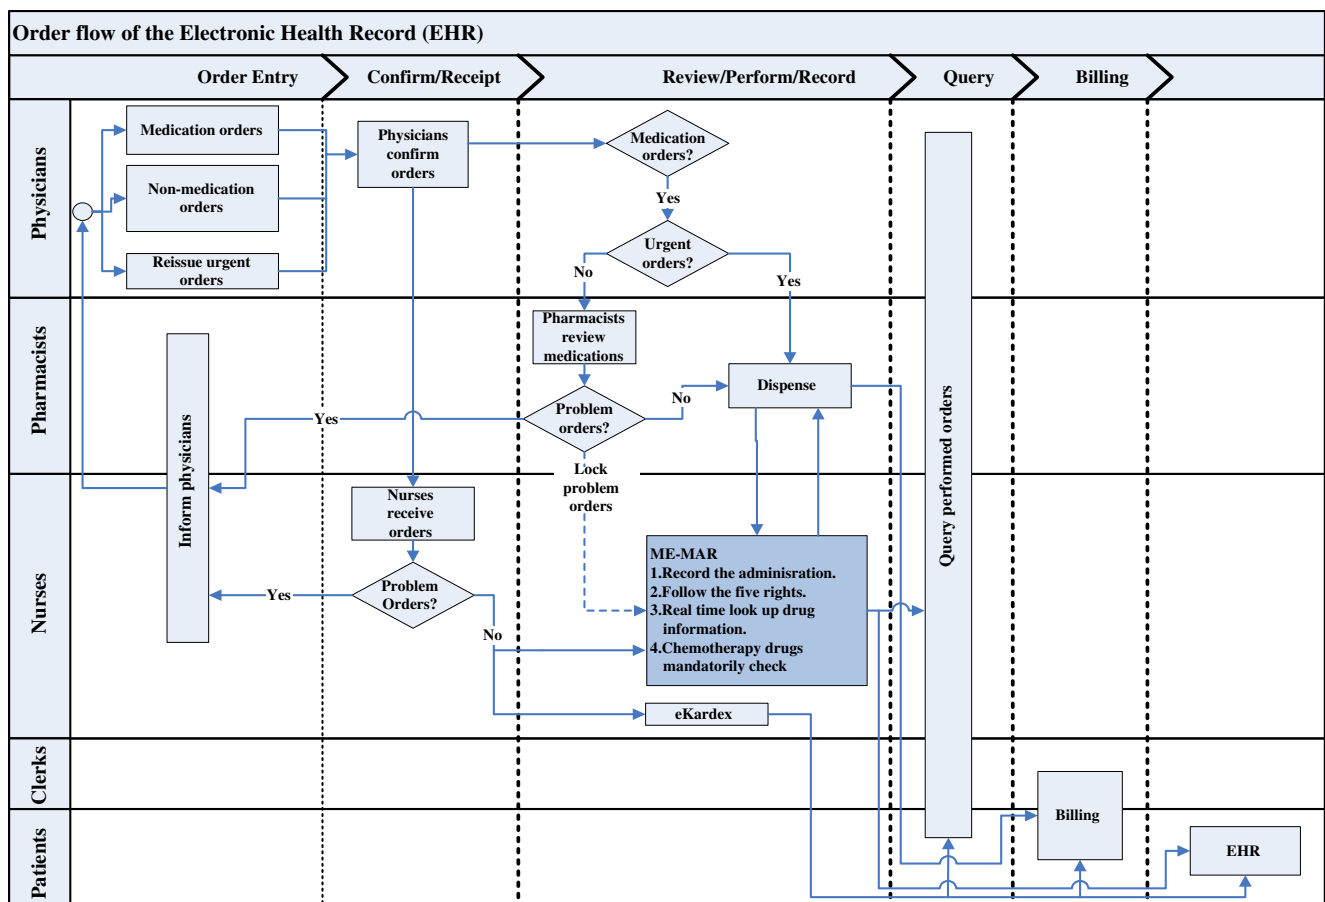 Order flow of the Electronic Health Record (EHR)
Order Entry
Confirm/Receipt
Review/Perform/Record
Query
Billing
Physicians
Medication orders
Non-medication
orders
Reissue urgent
orders
Physicians
confirm
orders
Medication
orders?
Yes
Urgent
orders?
No
Yes
Pharmacists
Pharmacists
review
medications
Problem
orders?
Yes
No
Dispense
Lock
problem
orders
Inform physicians
Query performed orders
Nurses
Nurses
receive
orders
Problem
Orders?
Yes
No
ME-MAR
1.Record the adminisration.
2.Follow the five rights.
3.Real time look up drug
information.
4.Chemotherapy drugs
mandatorily check
eKardex
Clerks
Billing
Patients
EHR